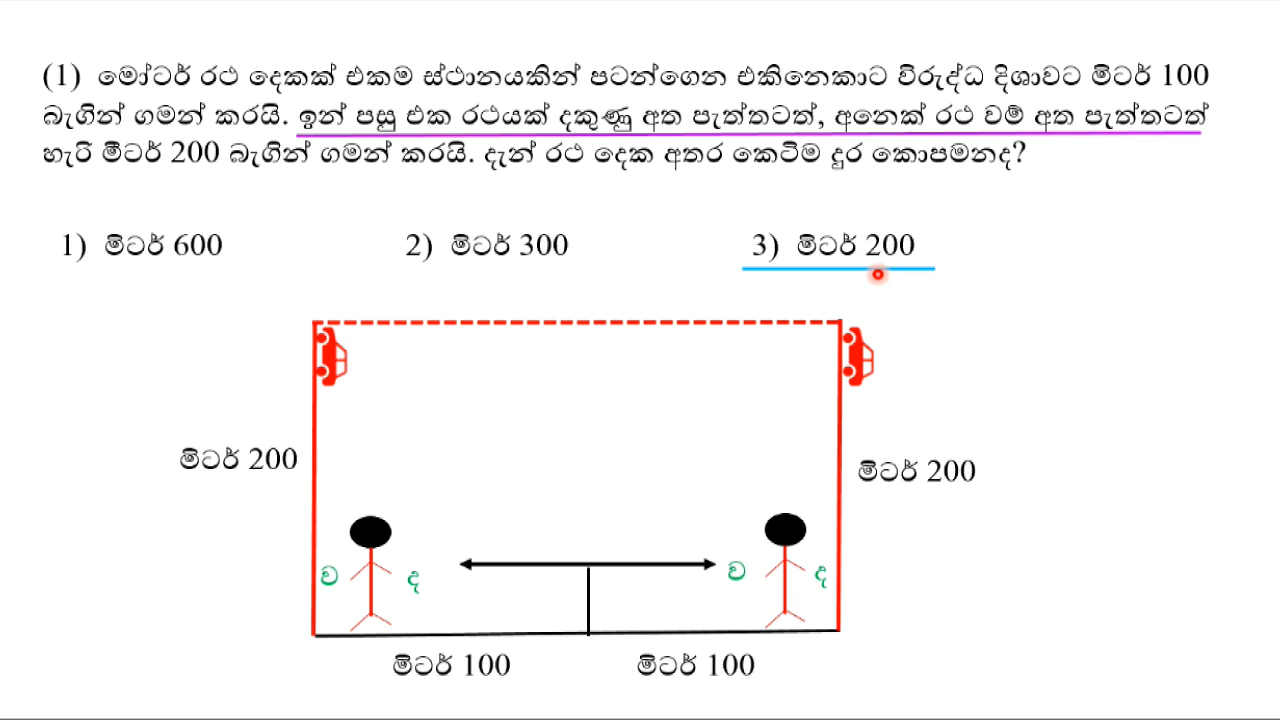 (1) මෝටර් රථ දෙකක් එකම ස්ථානයකින් පටන්ගෙන එකිනෙකාට විරුද්ධ දිශාවට මිටර් 100
බැගින් ගමන් කරයි. ඉන් පසු එක රථයක් දකුණු අත පැත්තටත්, අනෙක් රථ වම් අත පැත්තටත්
හැරි මීටර් 200 බැගින් ගමන් කරයි. දැන් රථ දෙක අතර කෙටිම දුර කොපමනද?
1) මිටර් 600 2) මිටර් 300 3) මිටර් 200
මිටර් 200 මිටර් 200
ව ද ව ද
මිටර් 100 මිටර් 100